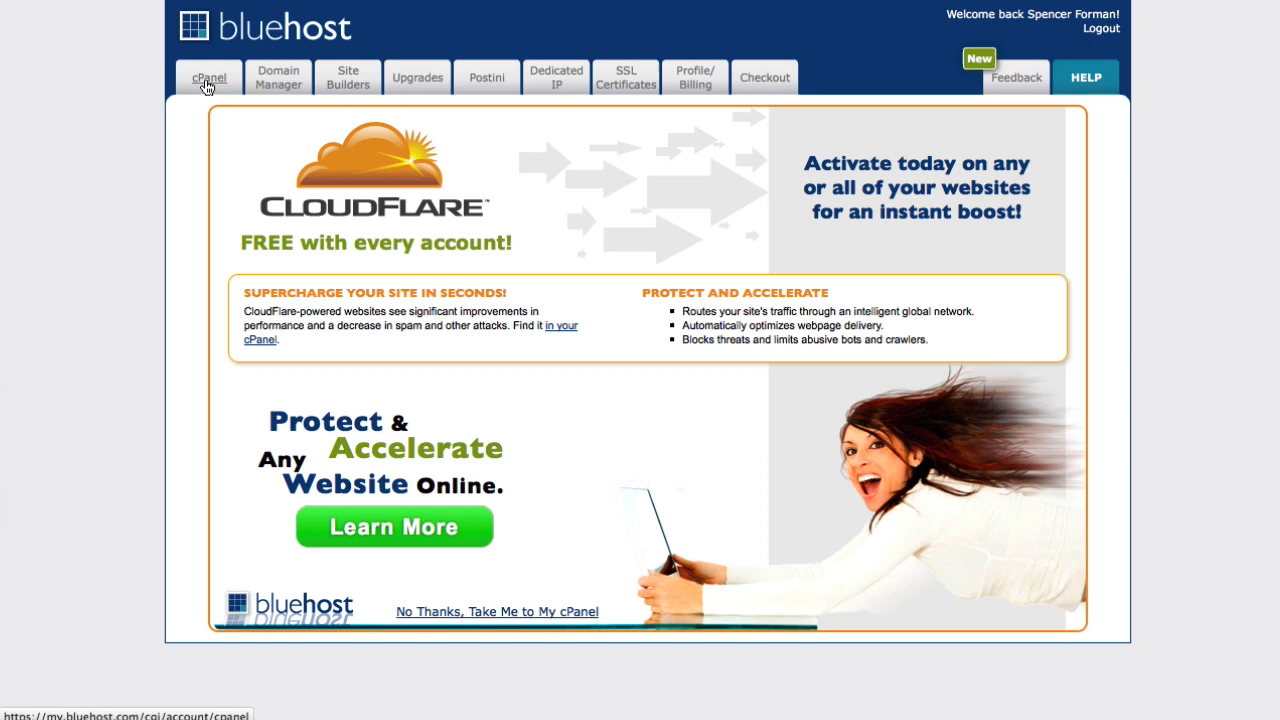 bluehost
Welcome back Spencer Forman!
Logout
cPanel
Domain
Manager
Site
Builders
Upgrades
Postini
Dedicated
IP
SSL
Certificates
Profile/
Billing
Checkout
New
Feedback
HELP
CLOUDFLARE™
FREE with every account!
Activate today on any
or all of your websites
for an instant boost!
SUPERCHARGE YOUR SITE IN SECONDS!
CloudFlare-powered websites see significant improvements in
performance and a decrease in spam and other attacks. Find it in your
cPanel.
PROTECT AND ACCELERATE
Routes your site's traffic through an intelligent global network.
Automatically optimizes webpage delivery.
Blocks threats and limits abusive bots and crawlers.
Protect &
Accelerate
Any
Website Online.
Learn More
bluehost
No Thanks, Take Me to My cPanel
https://my.bluehost.com/cgi/account/cpanel